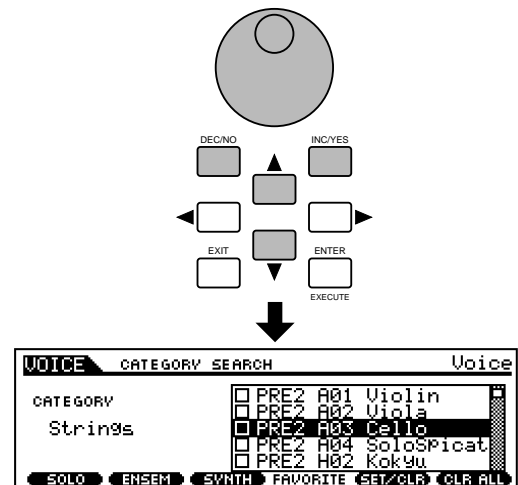 DEC/NO INC/YES
EXIT ENTER
EXECUTE
VOICE CATEGORY SEARCH Voice
CATEGORY
Strings
PRE2 A01 Violin
PRE2 A02 Viola
PRE2 A03 Cello
PRE2 A04 SoloSpicat
PRE2 H02 Kokyu
SOLO ENSEM SYNTH FAVORITE SET/CLR CLR ALL